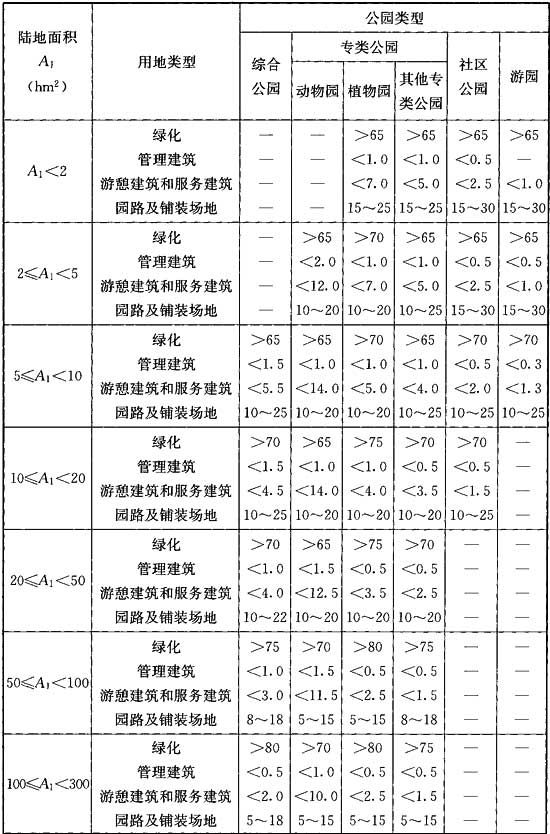 陆地面积
A₁
（hm²）
用地类型
公园类型
综合
公园
专类公园
社区
公园
游园
动物园 植物园 其他专
类公园
A₁＜2
绿化 — — ＞65 ＞65 ＞65 ＞65
管理建筑 — — ＜1.0 ＜1.0 ＜0.5 —
游憩建筑和服务建筑 — — ＜7.0 ＜5.0 ＜2.5 ＜1.0
园路及铺装场地 — — 15～25 15～25 15～30 15～30
2≤A₁＜5
绿化 — ＞65 ＞70 ＞65 ＞65 ＞65
管理建筑 — ＜2.0 ＜1.0 ＜1.0 ＜0.5 ＜0.5
游憩建筑和服务建筑 — ＜12.0 ＜7.0 ＜5.0 ＜2.5 ＜1.0
园路及铺装场地 — 10～20 10～20 10～25 15～30 15～30
5≤A₁＜10
绿化 ＞65 ＞65 ＞70 ＞65 ＞70 ＞70
管理建筑 ＜1.5 ＜1.0 ＜1.0 ＜1.0 ＜0.5 ＜0.3
游憩建筑和服务建筑 ＜5.5 ＜14.0 ＜5.0 ＜4.0 ＜2.0 ＜1.3
园路及铺装场地 10～25 10～20 10～20 10～25 10～25 10～25
10≤A₁＜20
绿化 ＞70 ＞65 ＞75 ＞70 ＞70 —
管理建筑 ＜1.5 ＜1.0 ＜1.0 ＜0.5 ＜0.5 —
游憩建筑和服务建筑 ＜4.5 ＜14.0 ＜4.0 ＜3.5 ＜1.5 —
园路及铺装场地 10～25 10～20 10～20 10～20 10～25 —
20≤A₁＜50
绿化 ＞70 ＞65 ＞75 ＞70 — —
管理建筑 ＜1.0 ＜1.5 ＜0.5 ＜0.5 — —
游憩建筑和服务建筑 ＜4.0 ＜12.5 ＜3.5 ＜2.5 — —
园路及铺装场地 10～22 10～20 10～20 10～20 — —
50≤A₁＜100
绿化 ＞75 ＞70 ＞80 ＞75 — —
管理建筑 ＜1.0 ＜1.5 ＜0.5 ＜0.5 — —
游憩建筑和服务建筑 ＜3.0 ＜11.5 ＜2.5 ＜1.5 — —
园路及铺装场地 8～18 5～15 5～15 8～18 — —
100≤A₁＜300
绿化 ＞80 ＞70 ＞80 ＞75 — —
管理建筑 ＜0.5 ＜1.0 ＜0.5 ＜0.5 — —
游憩建筑和服务建筑 ＜2.0 ＜10.0 ＜2.5 ＜1.5 — —
园路及铺装场地 5～18 5～15 5～15 5～15 — —